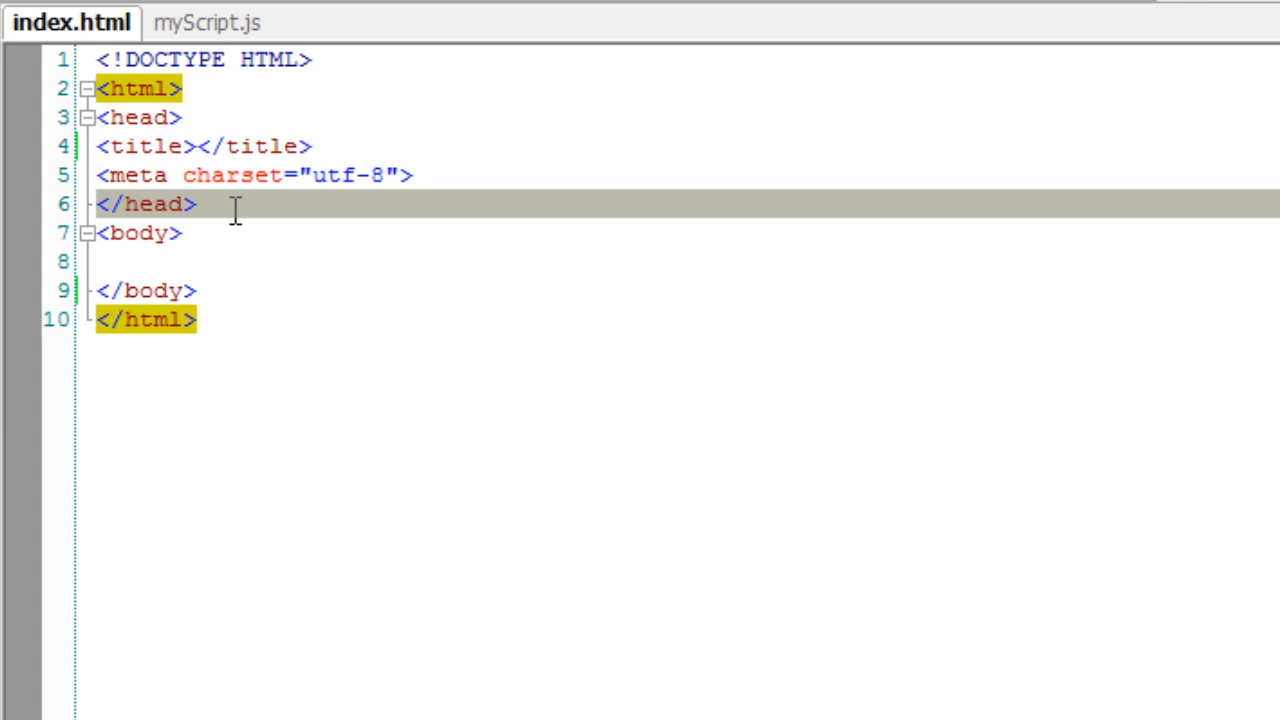 index.html myScript.js
1 <!DOCTYPE HTML>
2 <html>
3 <head>
4 <title></title>
5 <meta charset="utf-8">
6 </head>
7 <body>
8
9 </body>
10 </html>